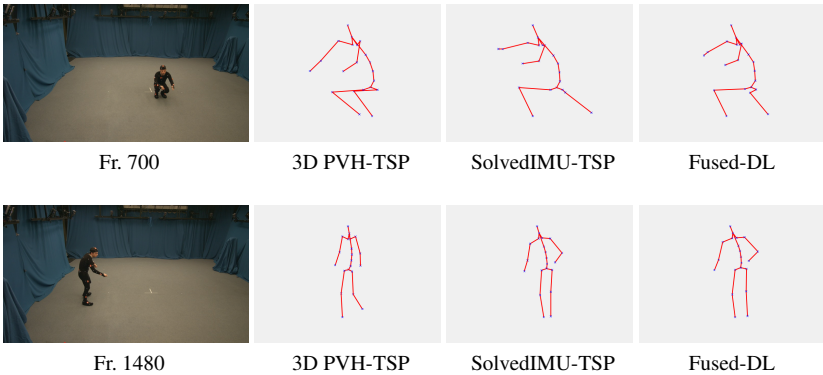 Fr. 700 3D PVH-TSP SolvedIMU-TSP Fused-DL
Fr. 1480 3D PVH-TSP SolvedIMU-TSP Fused-DL